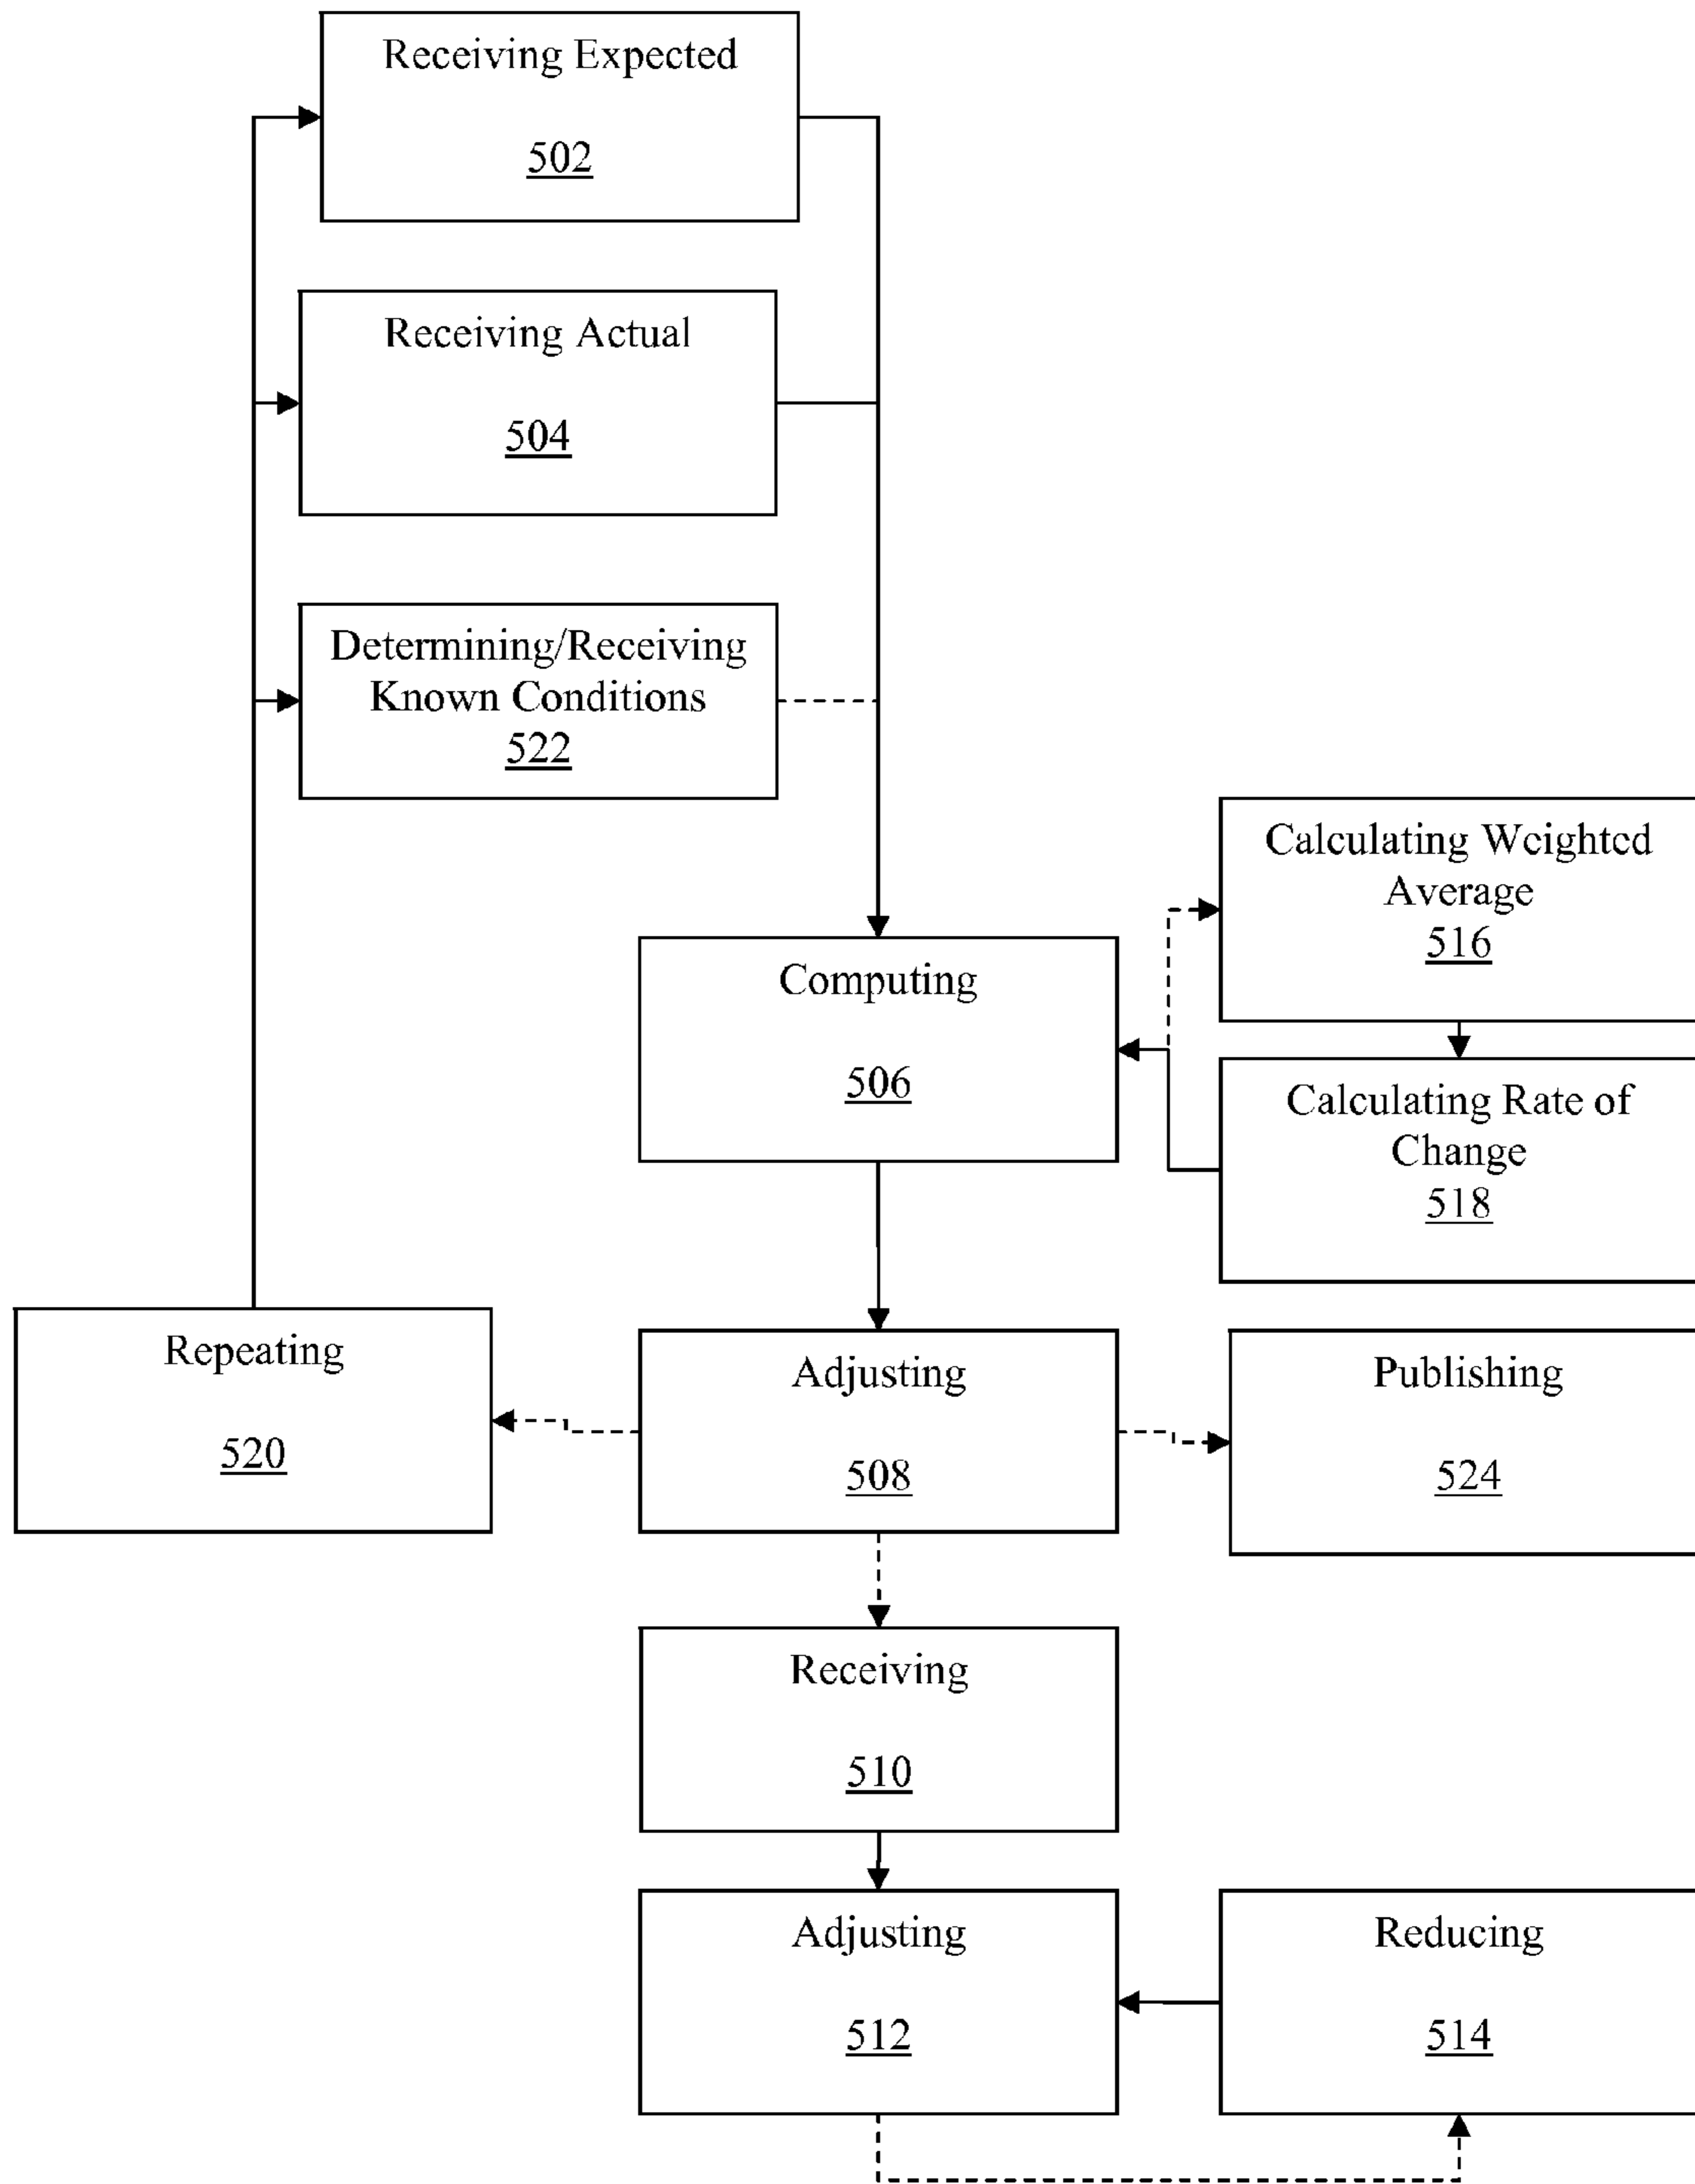 Receiving Expected
502
Receiving Actual
504
Determining/Receiving
Known Conditions
522
Calculating Weighted
Average
516
Computing
506
Calculating Rate of
Change
518
Repeating
520
Adjusting
508
Publishing
524
Receiving
510
Adjusting
512
Reducing
514